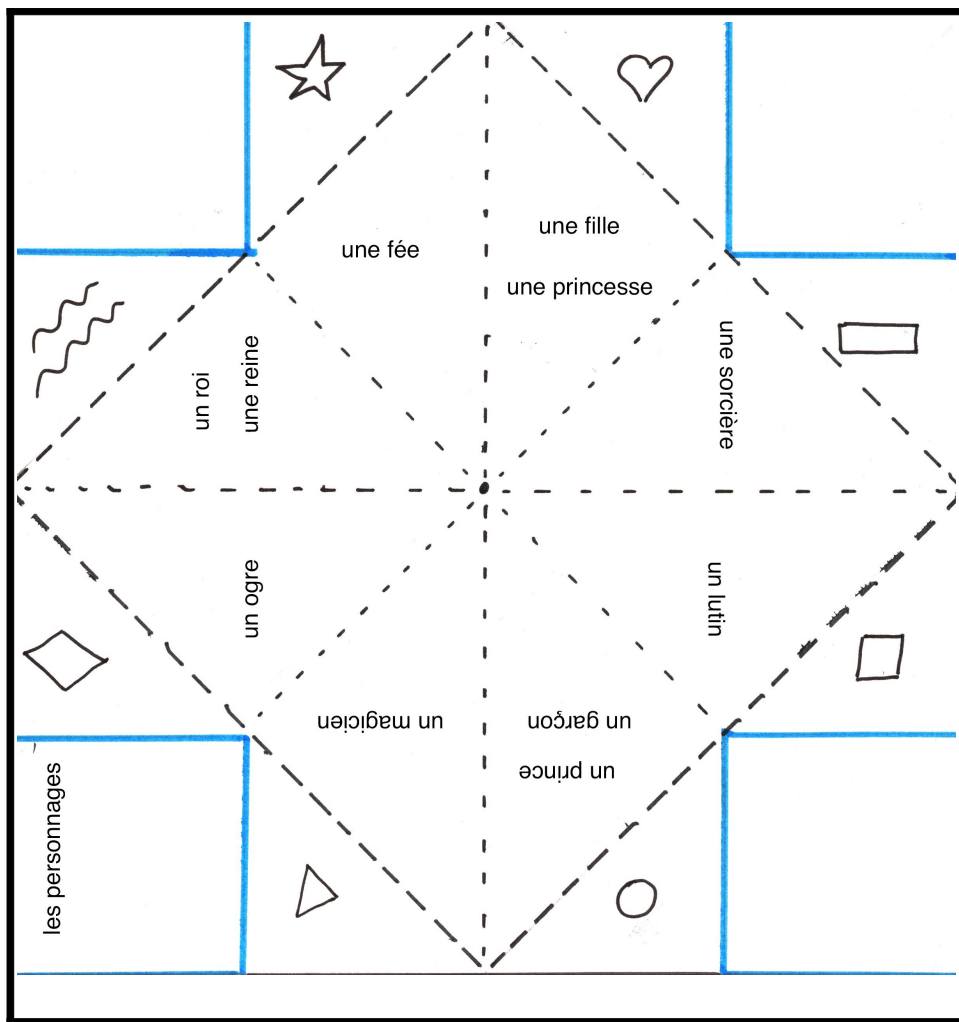 une fée
une fille
une princesse
un roi
une reine
une sorcière
un ogre
un lutin
un magicien
un garçon
un prince
les personnages